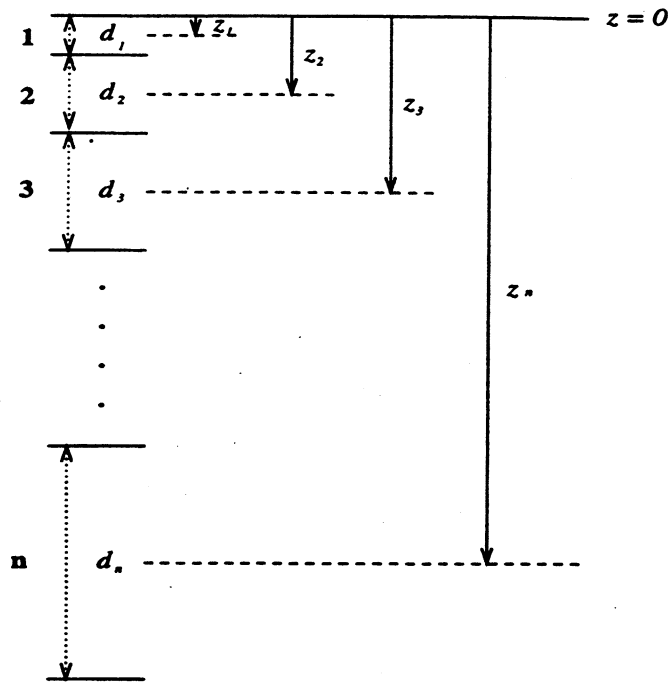 z = 0
1 d₁ z₁
2 d₂ z₂
3 d₃ z₃
zₙ
n dₙ